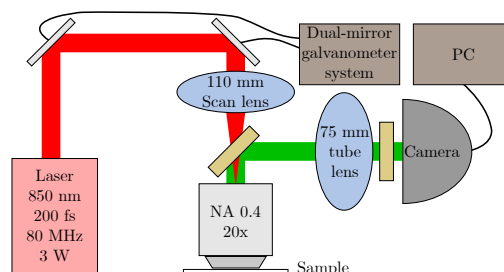 Dual-mirror
galvanometer
system
PC
110 mm
Scan lens
75 mm
tube
lens
Camera
Laser
850 nm
200 fs
80 MHz
3 W
NA 0.4
20x
Sample